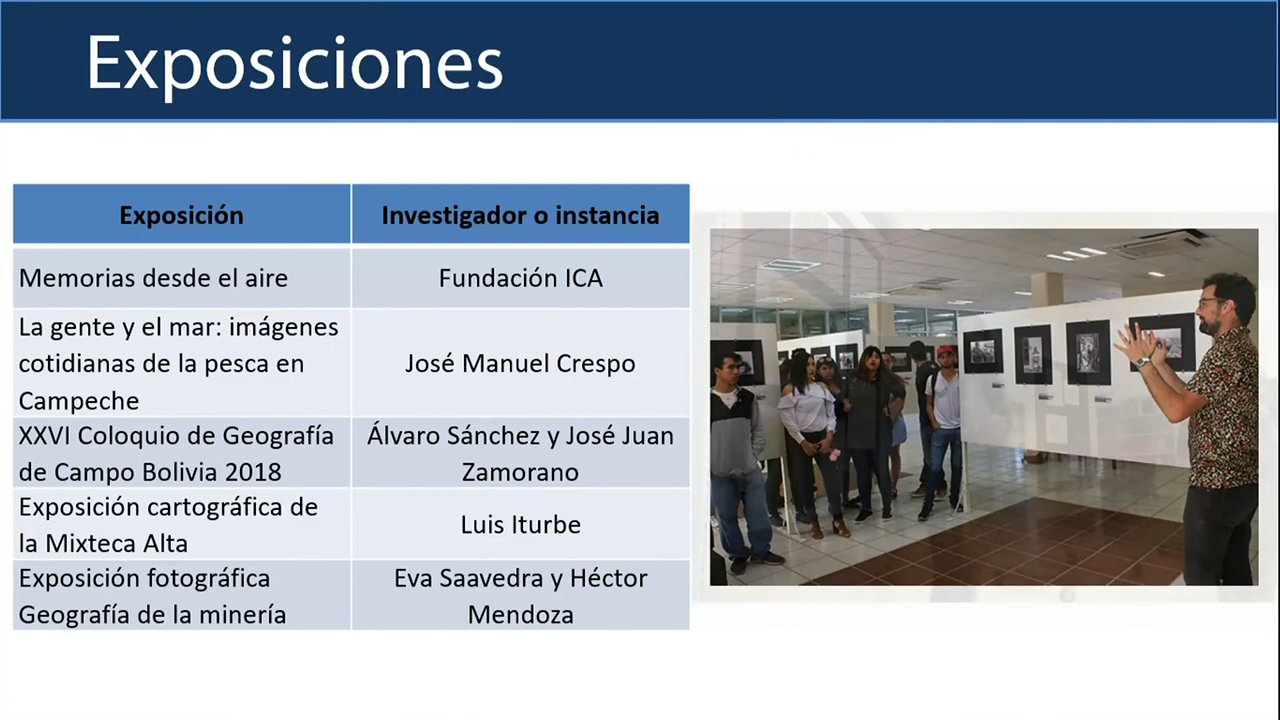 Exposiciones
Exposición
Investigador o instancia
Memorias desde el aire
Fundación ICA
La gente y el mar: imágenes
cotidianas de la pesca en
Campeche
José Manuel Crespo
XXVI Coloquio de Geografía
de Campo Bolivia 2018
Álvaro Sánchez y José Juan
Zamorano
Exposición cartográfica de
la Mixteca Alta
Luis Iturbe
Exposición fotográfica
Geografía de la minería
Eva Saavedra y Héctor
Mendoza